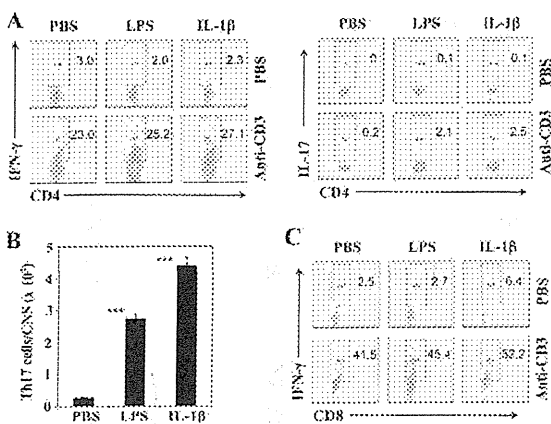 A
PBS LPS IL-1β
3.0 2.0 2.3
PBS
23.0 25.2 27.1
Anti-CD3
IFN-γ
CD4
PBS LPS IL-1β
0 0.1 0.1
PBS
0.2 2.1 2.5
Anti-CD3
IL-17
CD4
B
5
4
3
2
1
0
***
***
Th17 cells/CNS
PBS LPS IL-1β
C
PBS LPS IL-1β
2.5 2.7 6.4
PBS
41.5 45.4 52.2
Anti-CD3
IFN-γ
CD8